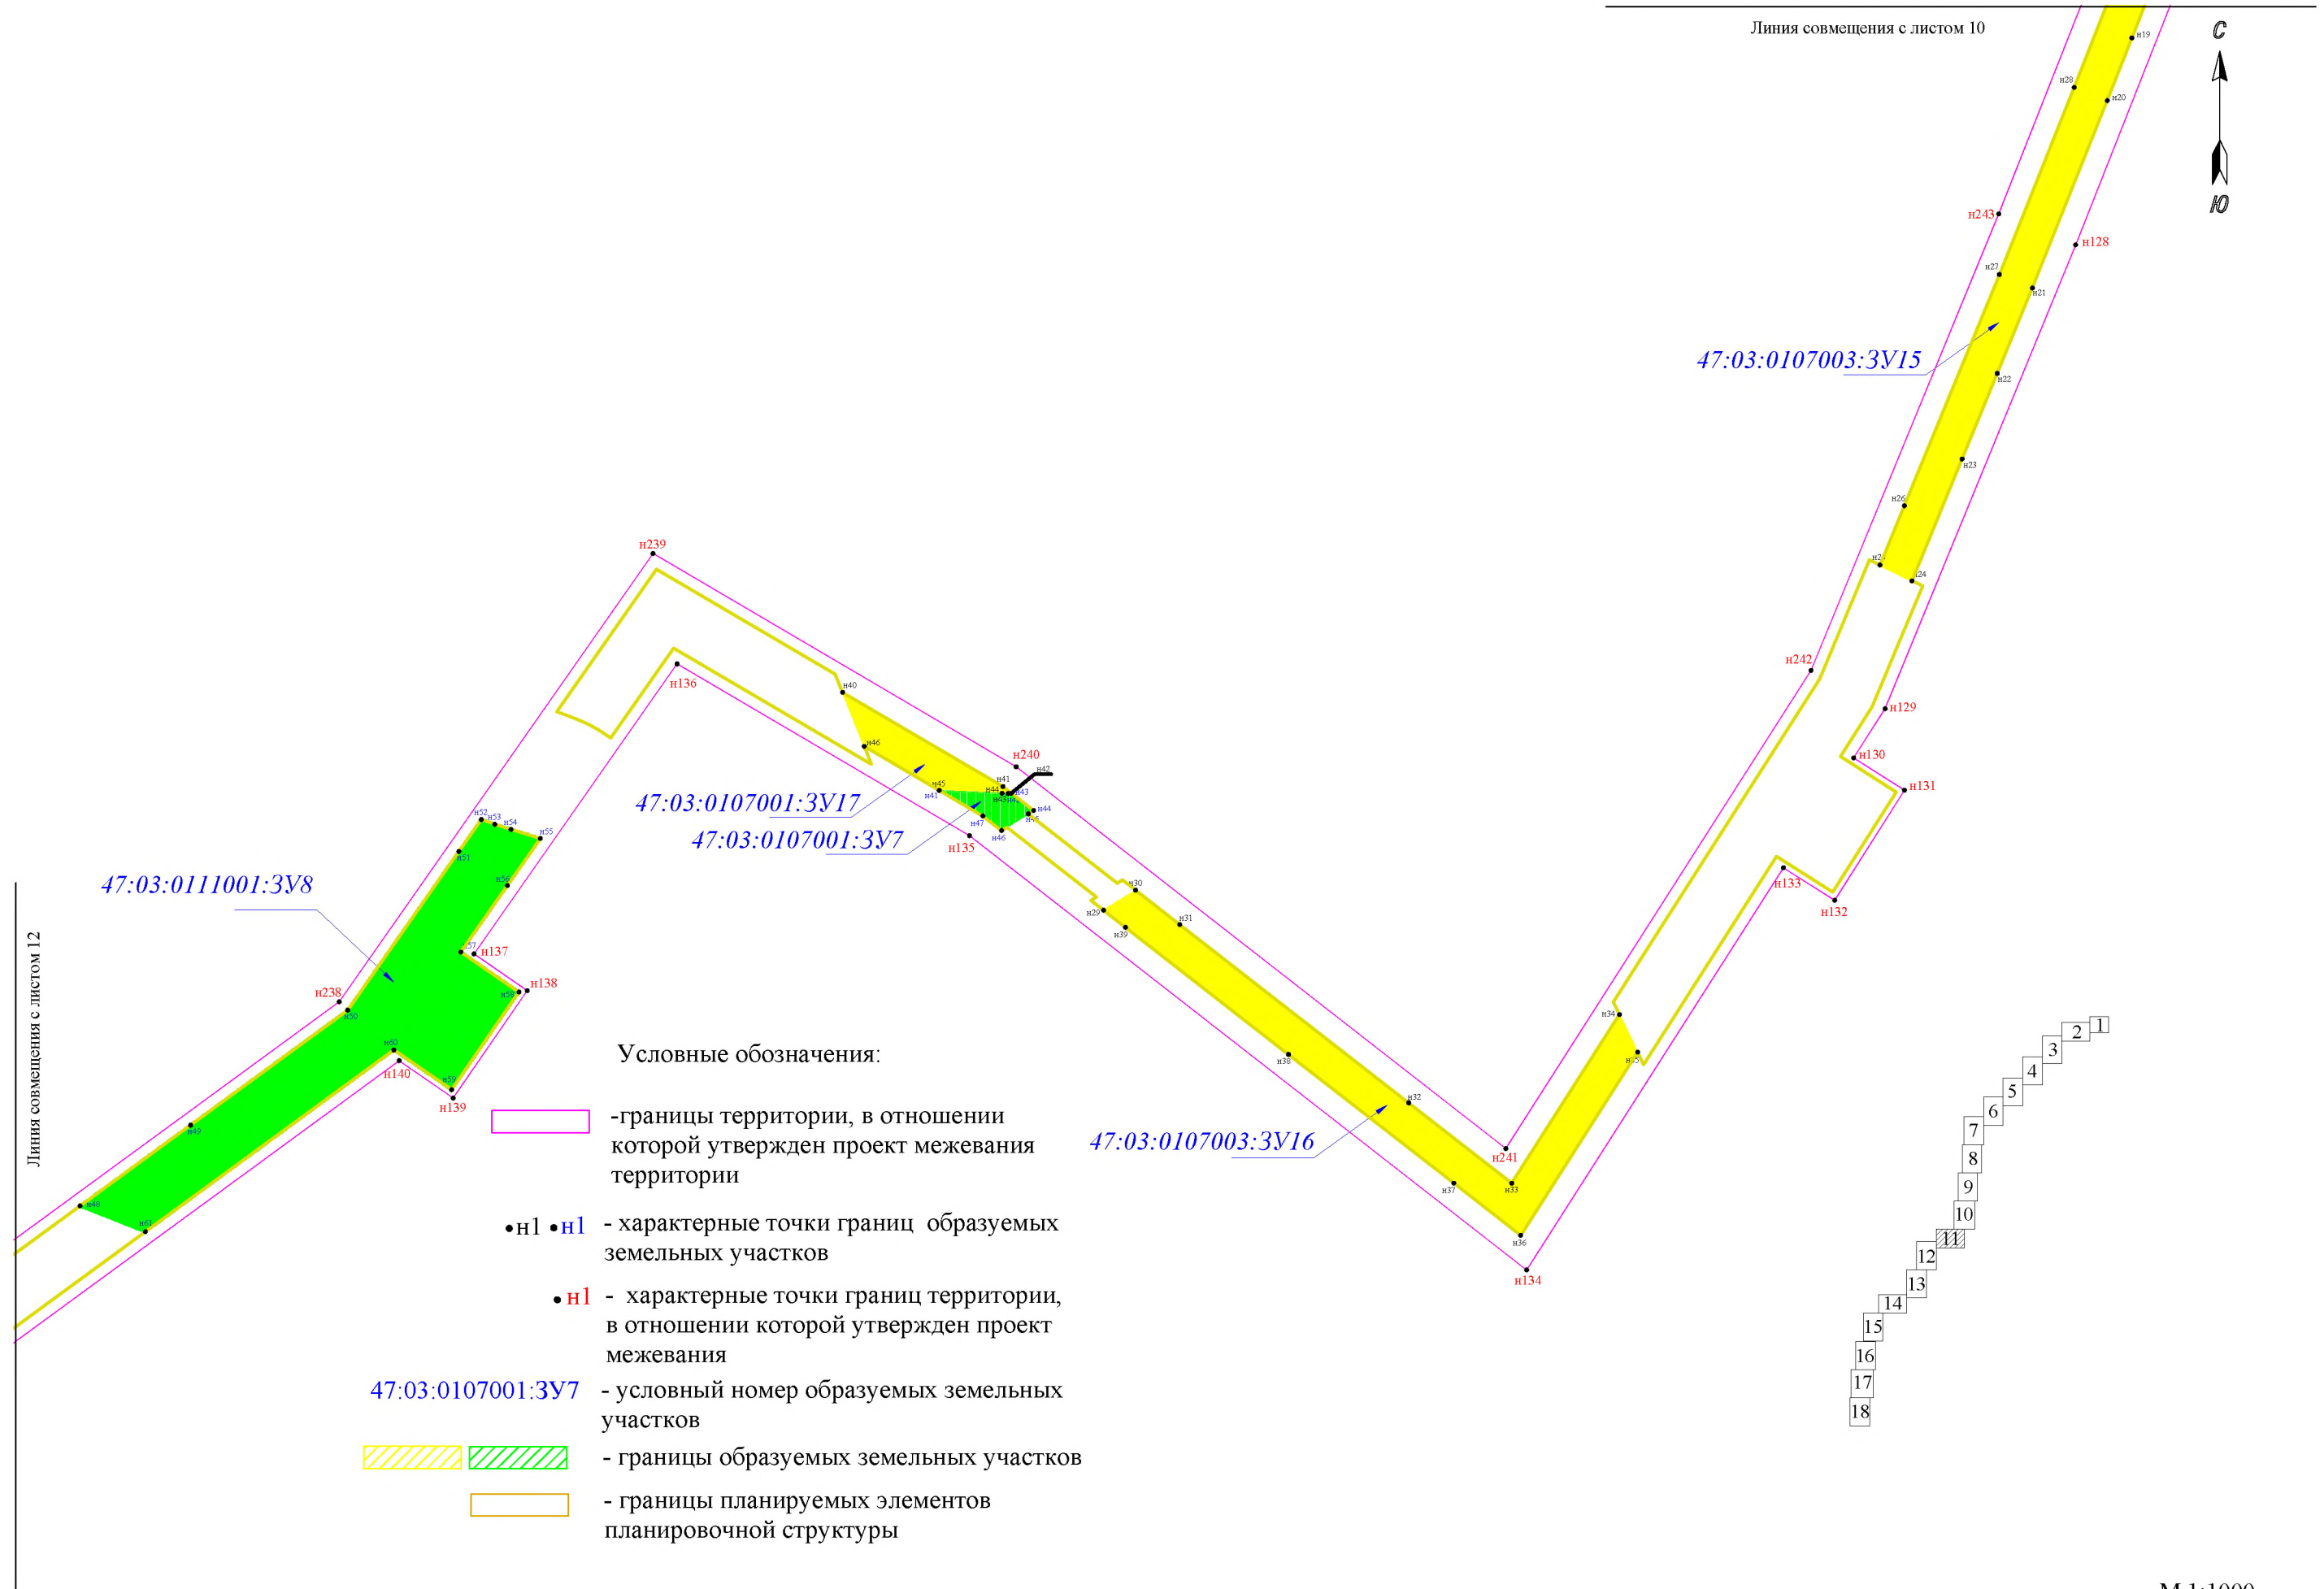 Линия совмещения с листом 10
С
Ю
н19
н28
н20
н243
н128
н27
н21
47:03:0107003:ЗУ15
н22
н23
н26
н242
н129
н130
н131
н133
н132
н239
н136
н40
н46
н240
н42
н41
н45
н44
н43
н41
н44
47:03:0107001:ЗУ17
н47
н46
47:03:0107001:ЗУ7
н135
н52
н53
н54
н55
н51
н56
47:03:0111001:ЗУ8
н30
н29
н31
н39
н137
н138
н58
н238
н50
н34
н38
н60
н140
н59
н139
н32
47:03:0107003:ЗУ16
н241
н37
н33
н36
н134
н49
н48
н61
Линия совмещения с листом 12
Условные обозначения:
-границы территории, в отношении
которой утвержден проект межевания
территории
н1 н1 - характерные точки границ образуемых
земельных участков
н1 - характерные точки границ территории,
в отношении которой утвержден проект
межевания
47:03:0107001:ЗУ7 - условный номер образуемых земельных
участков
- границы образуемых земельных участков
- границы планируемых элементов
планировочной структуры
1
2
3
4
5
6
7
8
9
10
11
12
13
14
15
16
17
18
М 1:1000